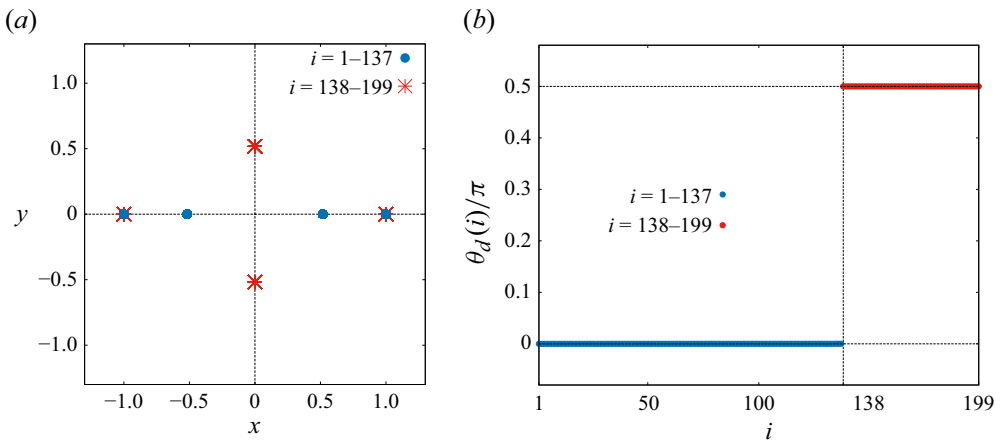 (a)
i = 1–137
i = 138–199
1.0
0.5
y
0
−0.5
−1.0
−1.0 −0.5 0 0.5 1.0
x
(b)
0.5
0.4
0.3
i = 1–137
θd(i)/π
i = 138–199
0.2
0.1
0
1 50 100 138 199
i